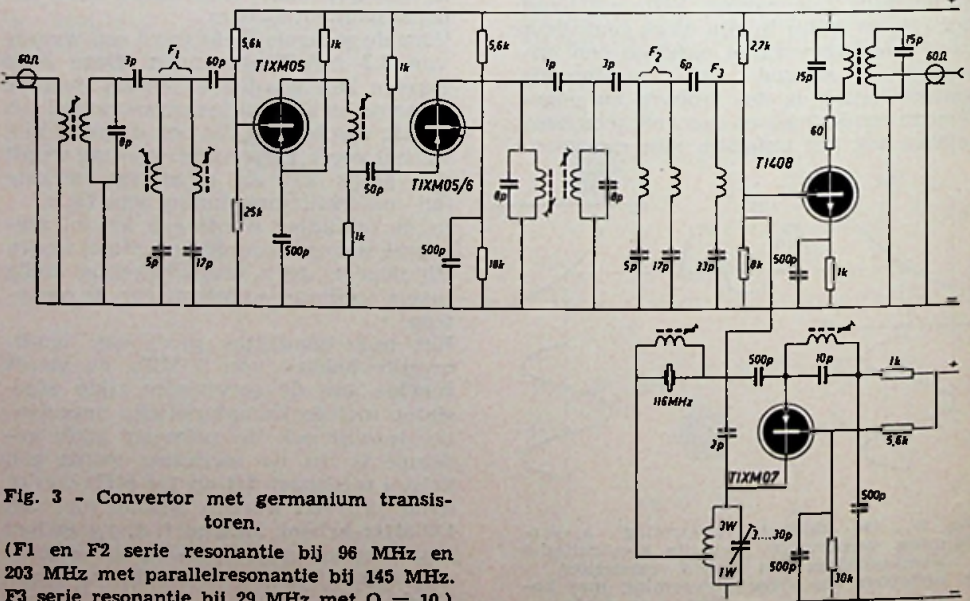 +
60Ω
3p
F1
60p
5,6k
TIXM05
1k
1k
5,6k
1p
3p
F2
6p
F3
2,7k
15p
15p
60Ω
8p
60
TI408
50p
TIXM05/6
8p
8p
25k
5p
12p
500p
1k
500p
18k
5p
17p
33p
8k
500p
1k
–
116MHz
500p
10p
1k
+
5,6k
TIXM07
3W
3....30p
1W
500p
500p
30k
–
Fig. 3 - Convertor met germanium transis-
toren.
(F1 en F2 serie resonantie bij 96 MHz en
203 MHz met parallelresonantie bij 145 MHz.
F3 serie resonantie bij 29 MHz met Q = 10.)